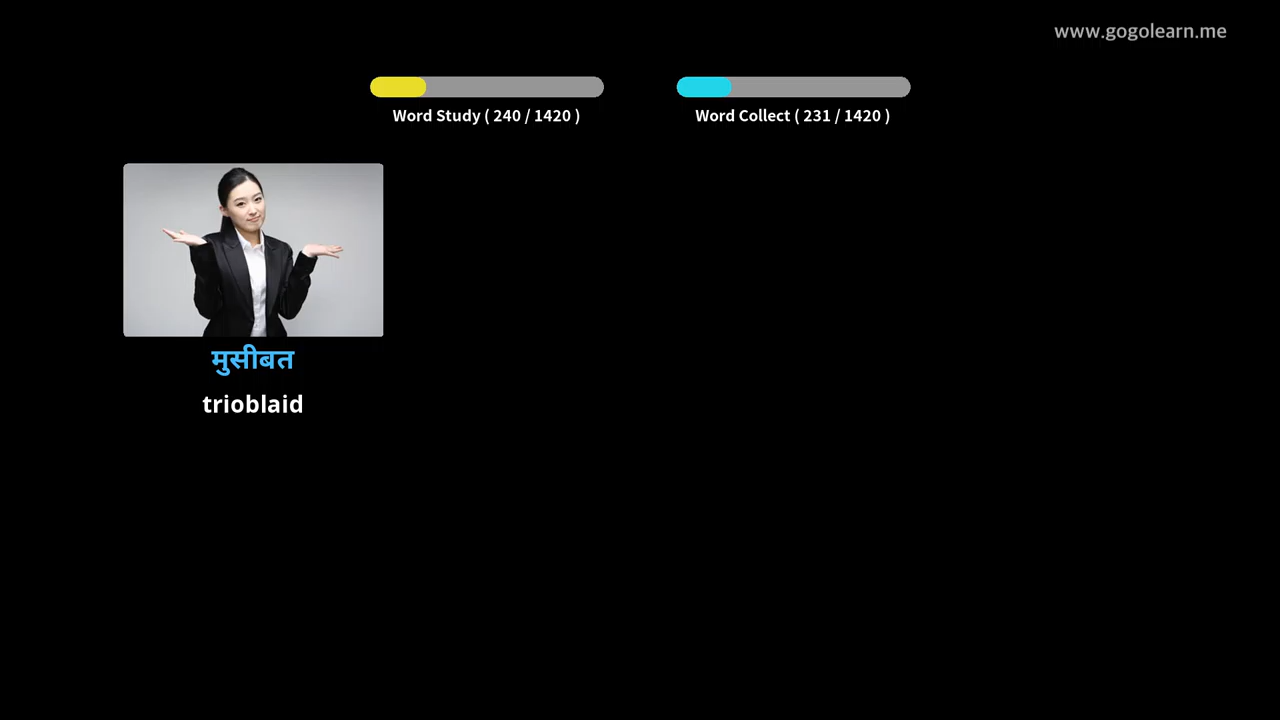 www.gogolearn.me
Word Study ( 240 / 1420 )
Word Collect ( 231 / 1420 )
मुसीबत
trioblaid